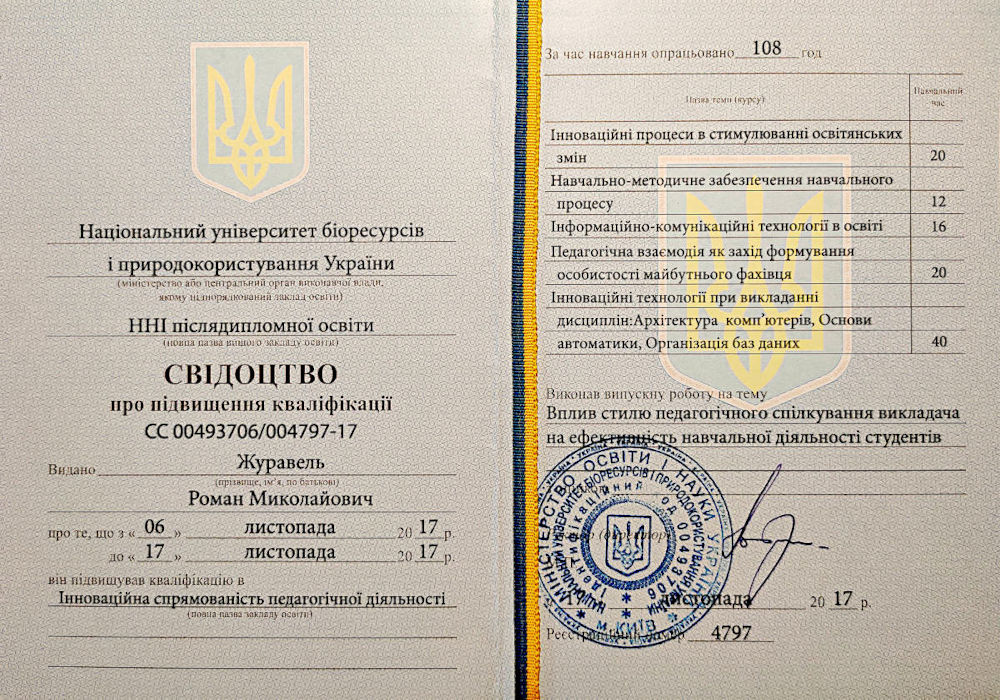 Національний університет біоресурсів
і природокористування України
(міністерство або центральний орган виконавчої влади,
якому підпорядкований заклад освіти)
ННІ післядипломної освіти
(повна назва вищого закладу освіти)
СВІДОЦТВО
про підвищення кваліфікації
СС 00493706/004797-17
Видано Журавель
(прізвище, ім'я, по батькові)
Роман Миколайович
про те, що з « 06 » листопада 20 17 р.
до « 17 » листопада 20 17 р.
він підвищував кваліфікацію в
Інноваційна спрямованість педагогічної діяльності
(повна назва закладу освіти)
За час навчання опрацьовано 108 год
Назва теми (курсу) Навчальний
час
Інноваційні процеси в стимулюванні освітянських
змін 20
Навчально-методичне забезпечення навчального
процесу 12
Інформаційно-комунікаційні технології в освіті 16
Педагогічна взаємодія як захід формування
особистості майбутнього фахівця 20
Інноваційні технології при викладанні
дисциплін:Архітектура комп'ютерів, Основи
автоматики, Організація баз даних 40
Виконав випускну роботу на тему
Вплив стилю педагогічного спілкування викладача
на ефективність навчальної діяльності студентів
(директор)
МІНІСТЕРСТВО ОСВІТИ І НАУКИ УКРАЇНИ
НАЦІОНАЛЬНИЙ УНІВЕРСИТЕТ БІОРЕСУРСІВ І ПРИРОДОКОРИСТУВАННЯ УКРАЇНИ
Ідентифікаційний код 00493706
м. КИЇВ
листопада 20 17 р.
Реєстраційний номер 4797